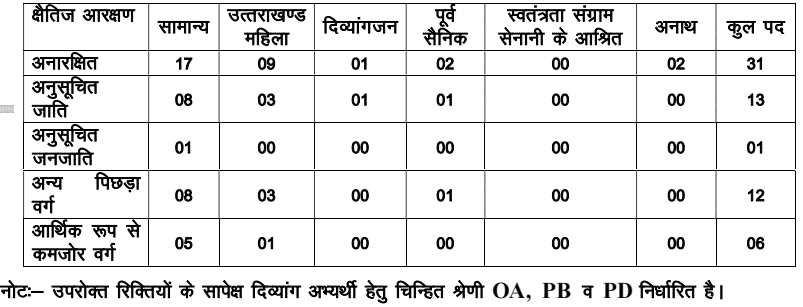 क्षैतिज आरक्षण सामान्य उत्तराखण्ड महिला दिव्यांगजन पूर्व सैनिक स्वतंत्रता संग्राम सेनानी के आश्रित अनाथ कुल पद
अनारक्षित 17 09 01 02 00 02 31
अनुसूचित जाति 08 03 01 01 00 00 13
अनुसूचित जनजाति 01 00 00 00 00 00 01
अन्य पिछड़ा वर्ग 08 03 00 01 00 00 12
आर्थिक रूप से कमजोर वर्ग 05 01 00 00 00 00 06
नोटः– उपरोक्त रिक्तियों के सापेक्ष दिव्यांग अभ्यर्थी हेतु चिन्हित श्रेणी OA, PB व PD निर्धारित है।